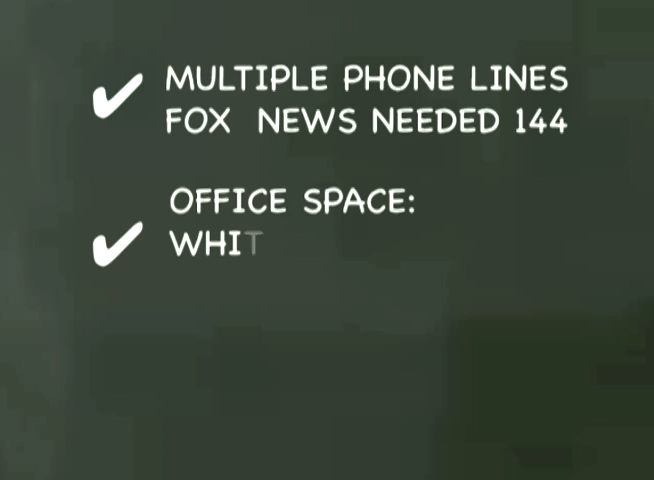 MULTIPLE PHONE LINES
FOX NEWS NEEDED 144
OFFICE SPACE:
WHIT